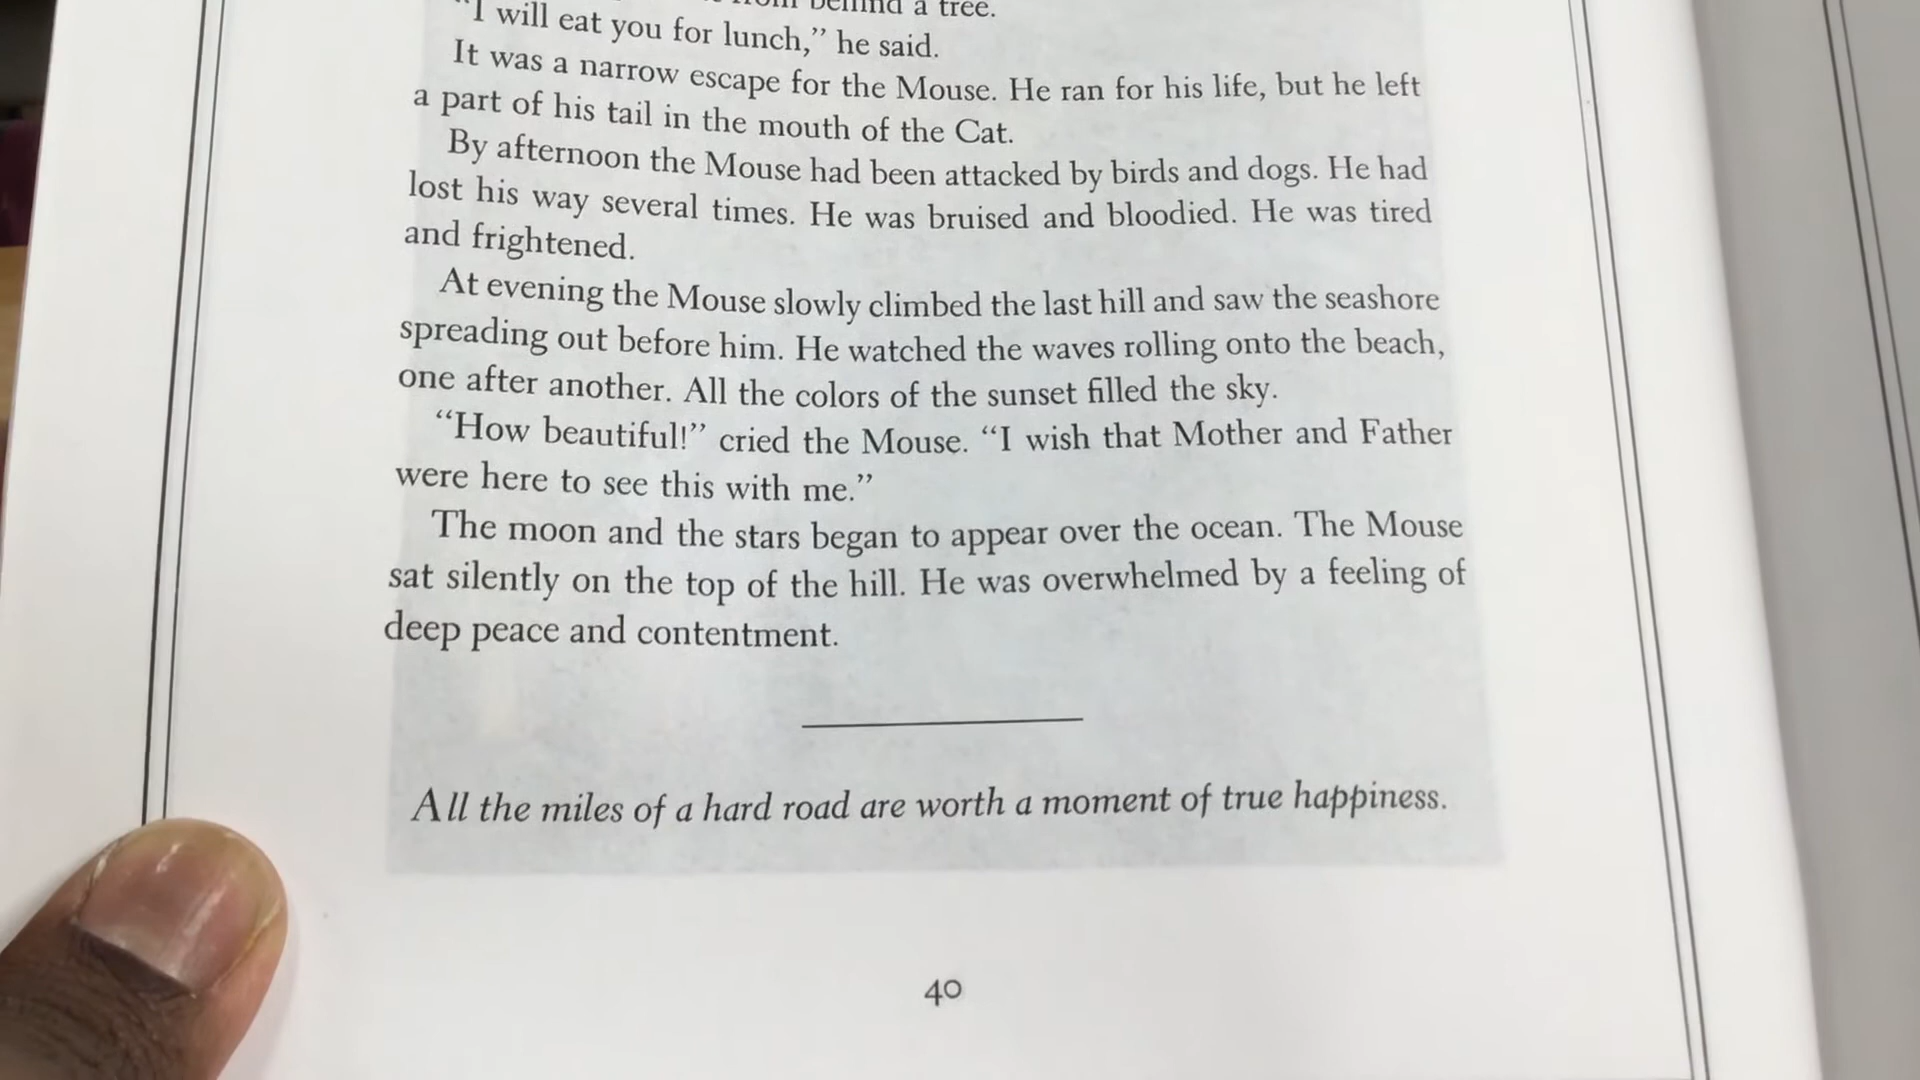 from behind a tree.
“I will eat you for lunch,” he said.
It was a narrow escape for the Mouse. He ran for his life, but he left
a part of his tail in the mouth of the Cat.
By afternoon the Mouse had been attacked by birds and dogs. He had
lost his way several times. He was bruised and bloodied. He was tired
and frightened.
At evening the Mouse slowly climbed the last hill and saw the seashore
spreading out before him. He watched the waves rolling onto the beach,
one after another. All the colors of the sunset filled the sky.
“How beautiful!” cried the Mouse. “I wish that Mother and Father
were here to see this with me.”
The moon and the stars began to appear over the ocean. The Mouse
sat silently on the top of the hill. He was overwhelmed by a feeling of
deep peace and contentment.
All the miles of a hard road are worth a moment of true happiness.
40